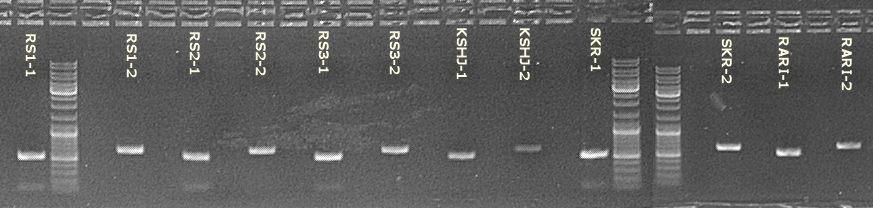 RS1-1
RS1-2
RS2-1
RS2-2
RS3-1
RS3-2
KSHJ-1
KSHJ-2
SKR-1
SKR-2
RARI-1
RARI-2